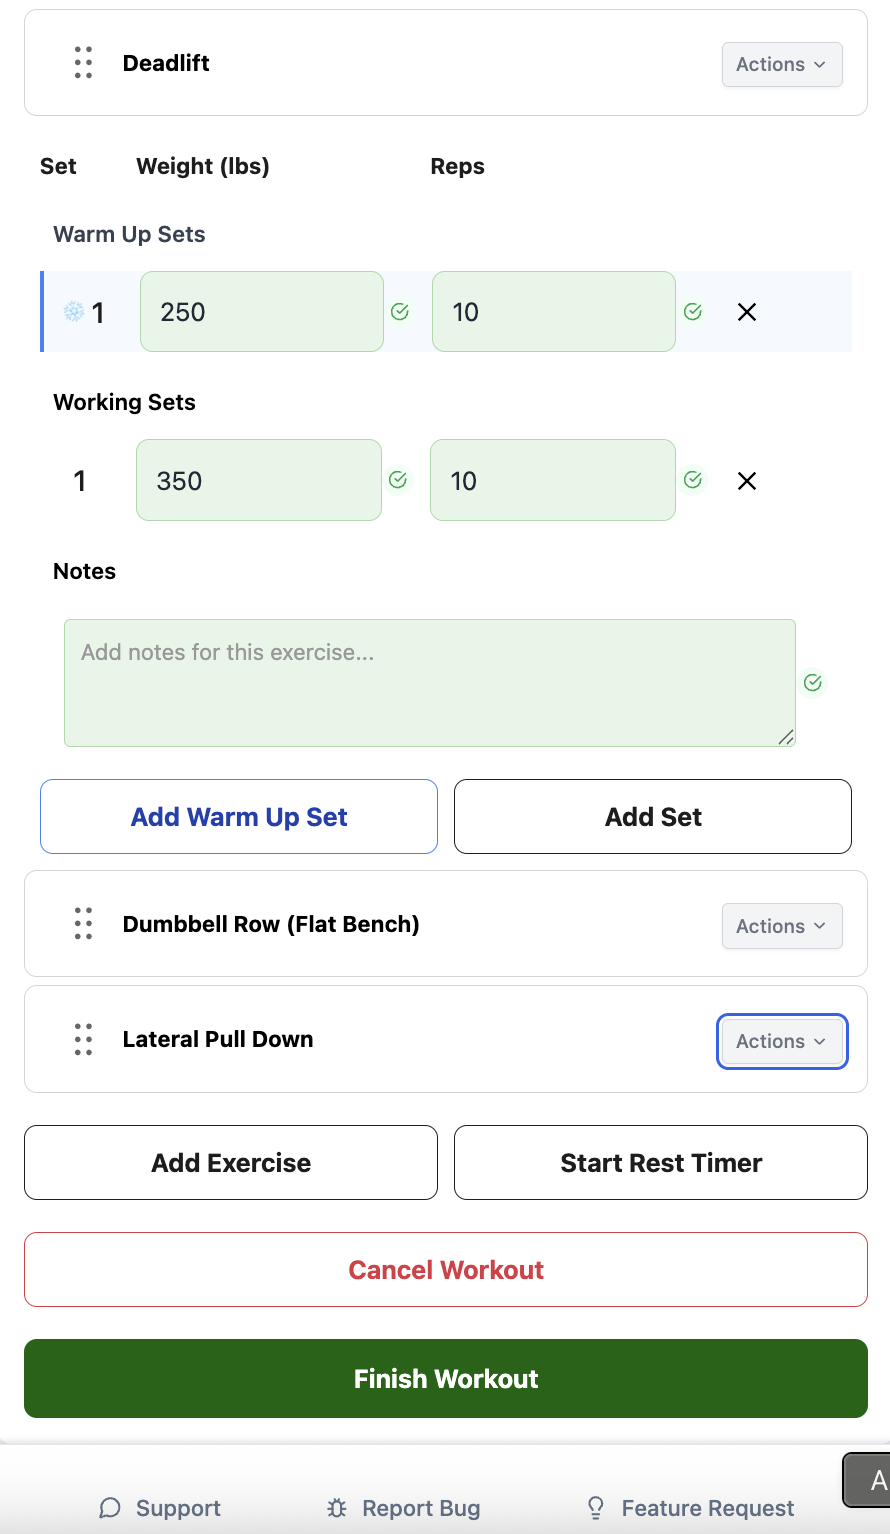 Deadlift Actions
Set Weight (lbs) Reps
Warm Up Sets
1 250 10
Working Sets
1 350 10
Notes
Add notes for this exercise...
Add Warm Up Set Add Set
Dumbbell Row (Flat Bench) Actions
Lateral Pull Down Actions
Add Exercise Start Rest Timer
Cancel Workout
Finish Workout
A
Support Report Bug Feature Request